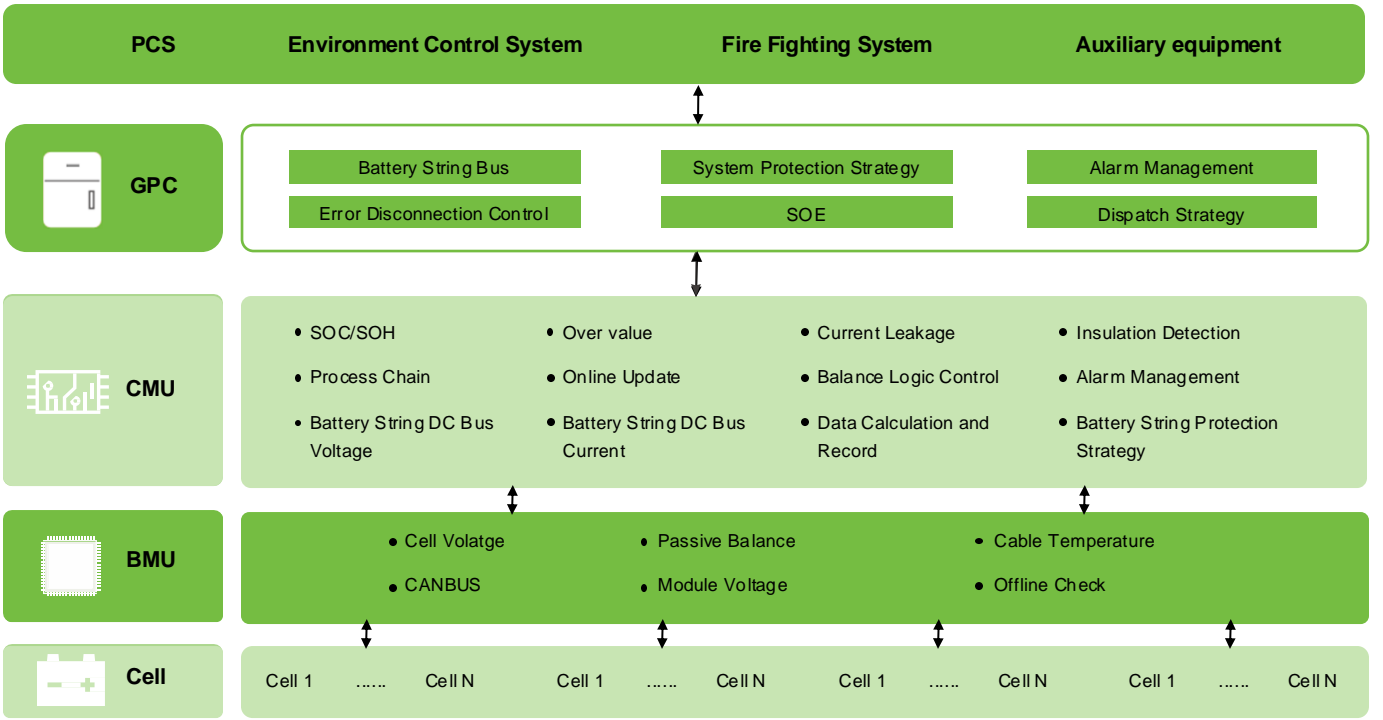 PCS Environment Control System Fire Fighting System Auxiliary equipment
GPC
Battery String Bus System Protection Strategy Alarm Management
Error Disconnection Control SOE Dispatch Strategy
CMU
SOC/SOH Over value Current Leakage Insulation Detection
Process Chain Online Update Balance Logic Control Alarm Management
Battery String DC Bus Battery String DC Bus Data Calculation and Battery String Protection
Voltage Current Record Strategy
BMU
Cell Volatge Passive Balance Cable Temperature
CANBUS Module Voltage Offline Check
Cell
Cell 1 ...... Cell N Cell 1 ...... Cell N Cell 1 ...... Cell N Cell 1 ...... Cell N